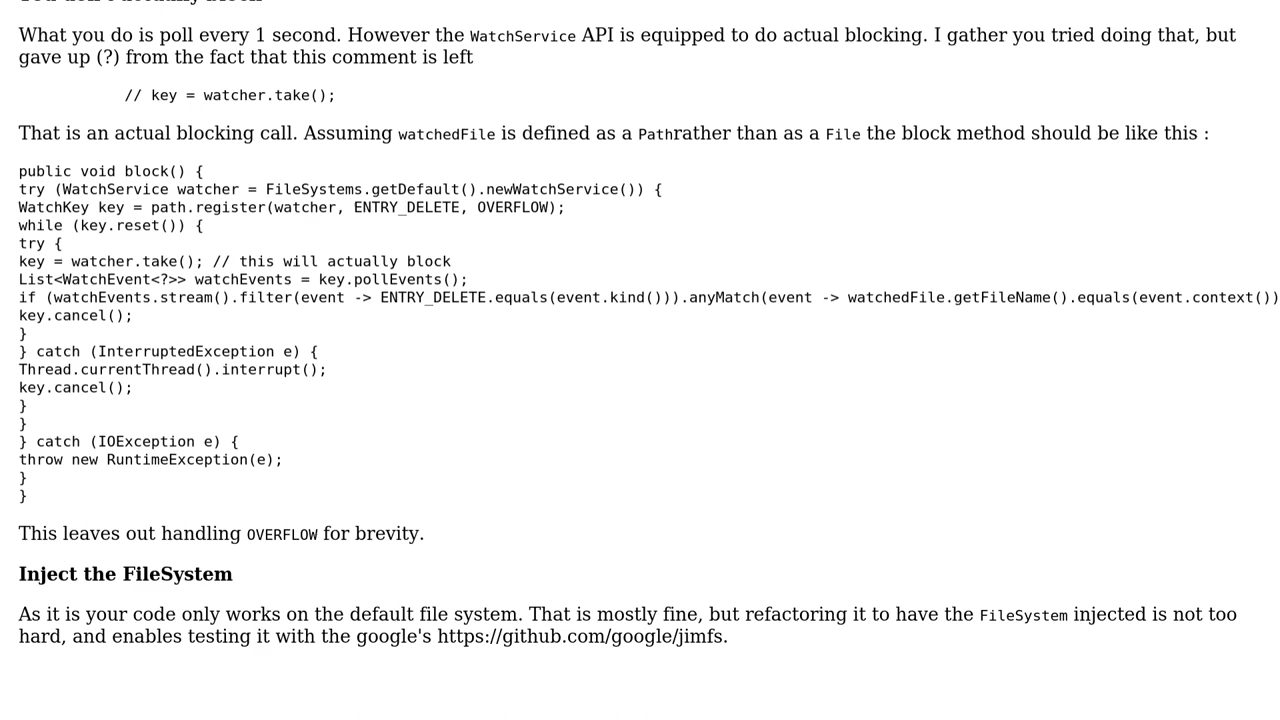 What you do is poll every 1 second. However the WatchService API is equipped to do actual blocking. I gather you tried doing that, but
gave up (?) from the fact that this comment is left
// key = watcher.take();
That is an actual blocking call. Assuming watchedFile is defined as a Pathrather than as a File the block method should be like this :
public void block() {
try (WatchService watcher = FileSystems.getDefault().newWatchService()) {
WatchKey key = path.register(watcher, ENTRY_DELETE, OVERFLOW);
while (key.reset()) {
try {
key = watcher.take(); // this will actually block
List<WatchEvent<?>> watchEvents = key.pollEvents();
if (watchEvents.stream().filter(event -> ENTRY_DELETE.equals(event.kind())).anyMatch(event -> watchedFile.getFileName().equals(event.context())
key.cancel();
}
} catch (InterruptedException e) {
Thread.currentThread().interrupt();
key.cancel();
}
}
} catch (IOException e) {
throw new RuntimeException(e);
}
}
This leaves out handling OVERFLOW for brevity.
Inject the FileSystem
As it is your code only works on the default file system. That is mostly fine, but refactoring it to have the FileSystem injected is not too
hard, and enables testing it with the google's https://github.com/google/jimfs.